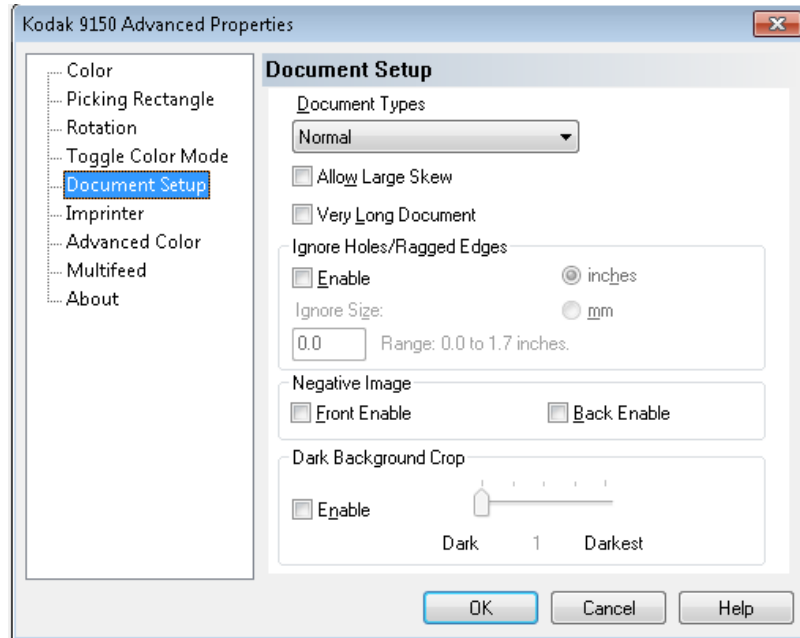 Kodak 9150 Advanced Properties
Color
Picking Rectangle
Rotation
Toggle Color Mode
Document Setup
Imprinter
Advanced Color
Multifeed
About
Document Setup
Document Types
Normal
Allow Large Skew
Very Long Document
Ignore Holes/Ragged Edges
Enable inches
Ignore Size: mm
0.0 Range: 0.0 to 1.7 inches.
Negative Image
Front Enable Back Enable
Dark Background Crop
Enable
Dark 1 Darkest
OK Cancel Help